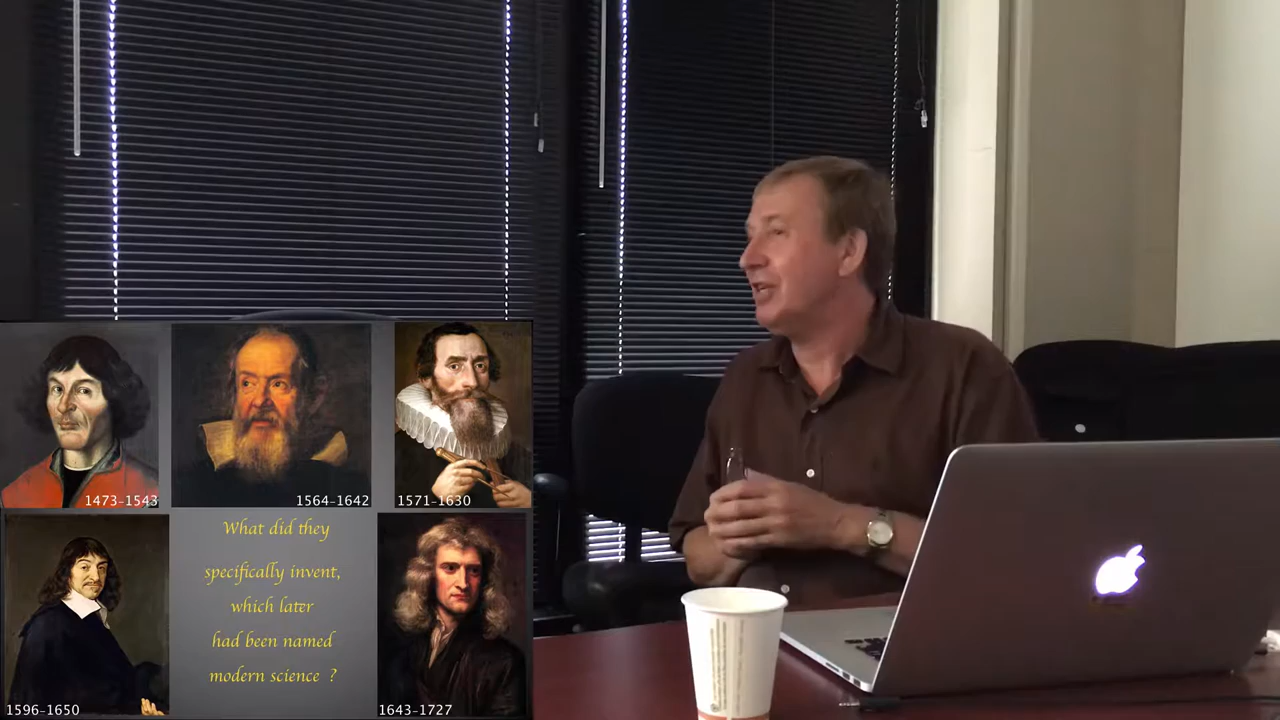 1473-1543
1564-1642
1571-1630
What did they
specifically invent,
which later
had been named
modern science ?
1596-1650
1643-1727